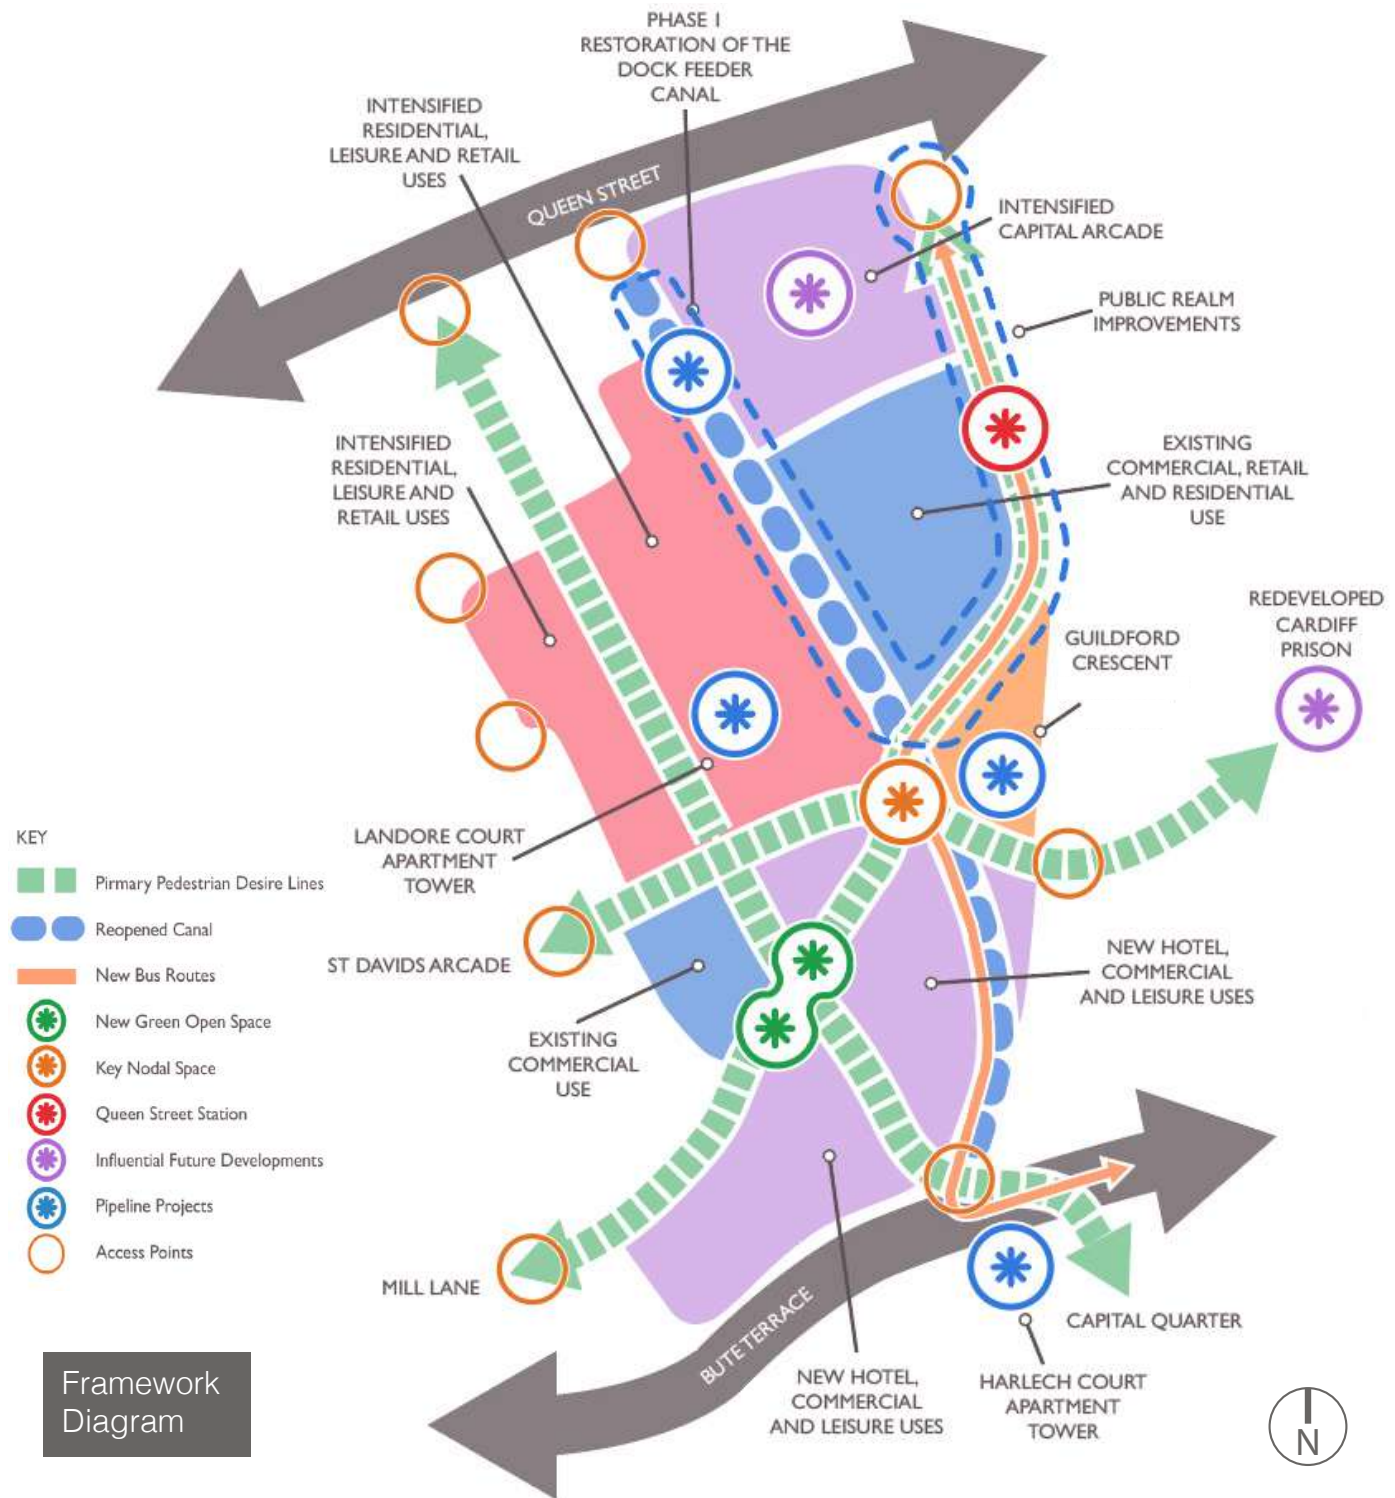 PHASE I
RESTORATION OF THE
DOCK FEEDER
CANAL
INTENSIFIED
RESIDENTIAL,
LEISURE AND RETAIL
USES
QUEEN STREET
INTENSIFIED
CAPITAL ARCADE
PUBLIC REALM
IMPROVEMENTS
INTENSIFIED
RESIDENTIAL,
LEISURE AND
RETAIL USES
EXISTING
COMMERCIAL, RETAIL
AND RESIDENTIAL
USE
REDEVELOPED
CARDIFF
PRISON
GUILDFORD
CRESCENT
LANDORE COURT
APARTMENT
TOWER
KEY
Pirmary Pedestrian Desire Lines
Reopened Canal
New Bus Routes
New Green Open Space
Key Nodal Space
Queen Street Station
Influential Future Developments
Pipeline Projects
Access Points
ST DAVIDS ARCADE
NEW HOTEL,
COMMERCIAL
AND LEISURE USES
EXISTING
COMMERCIAL
USE
MILL LANE
BUTE TERRACE
CAPITAL QUARTER
NEW HOTEL,
COMMERCIAL
AND LEISURE USES
HARLECH COURT
APARTMENT
TOWER
Framework
Diagram
N